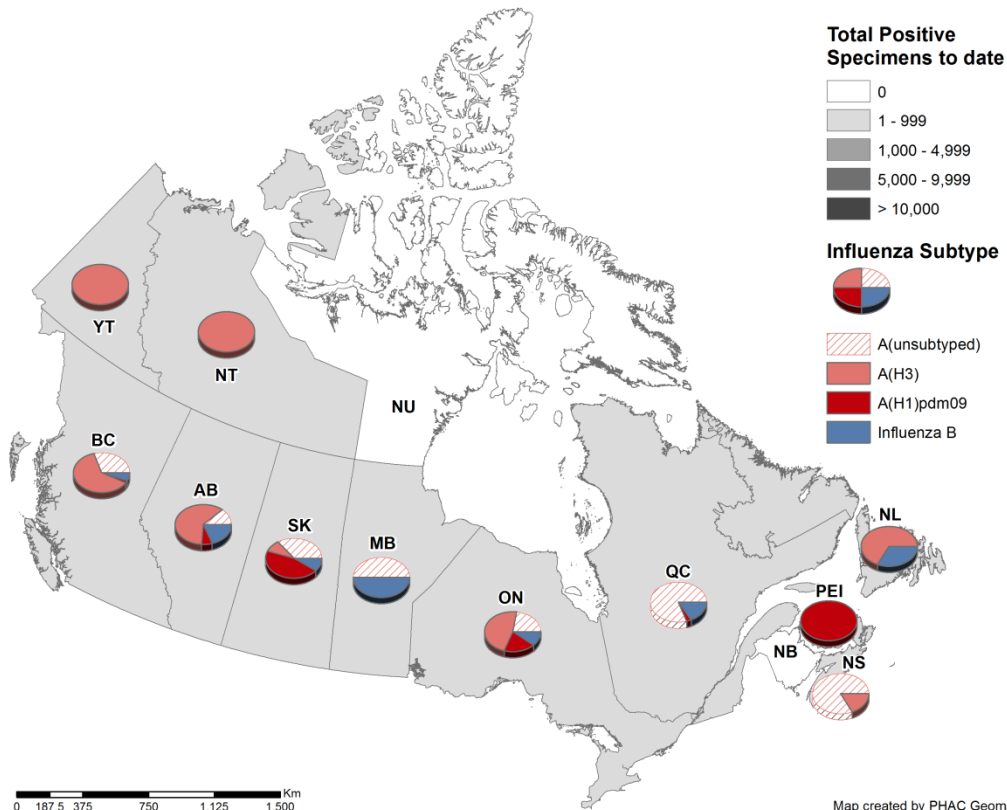 Total Positive
Specimens to date
0
1 - 999
1,000 - 4,999
5,000 - 9,999
> 10,000
Influenza Subtype
A(unsubtyped)
A(H3)
A(H1)pdm09
Influenza B
YT
NT
NU
BC
AB
SK
MB
ON
QC
NL
PEI
NB
NS
Km
0 187.5 375 750 1.125 1.500
Map created by PHAC Geom